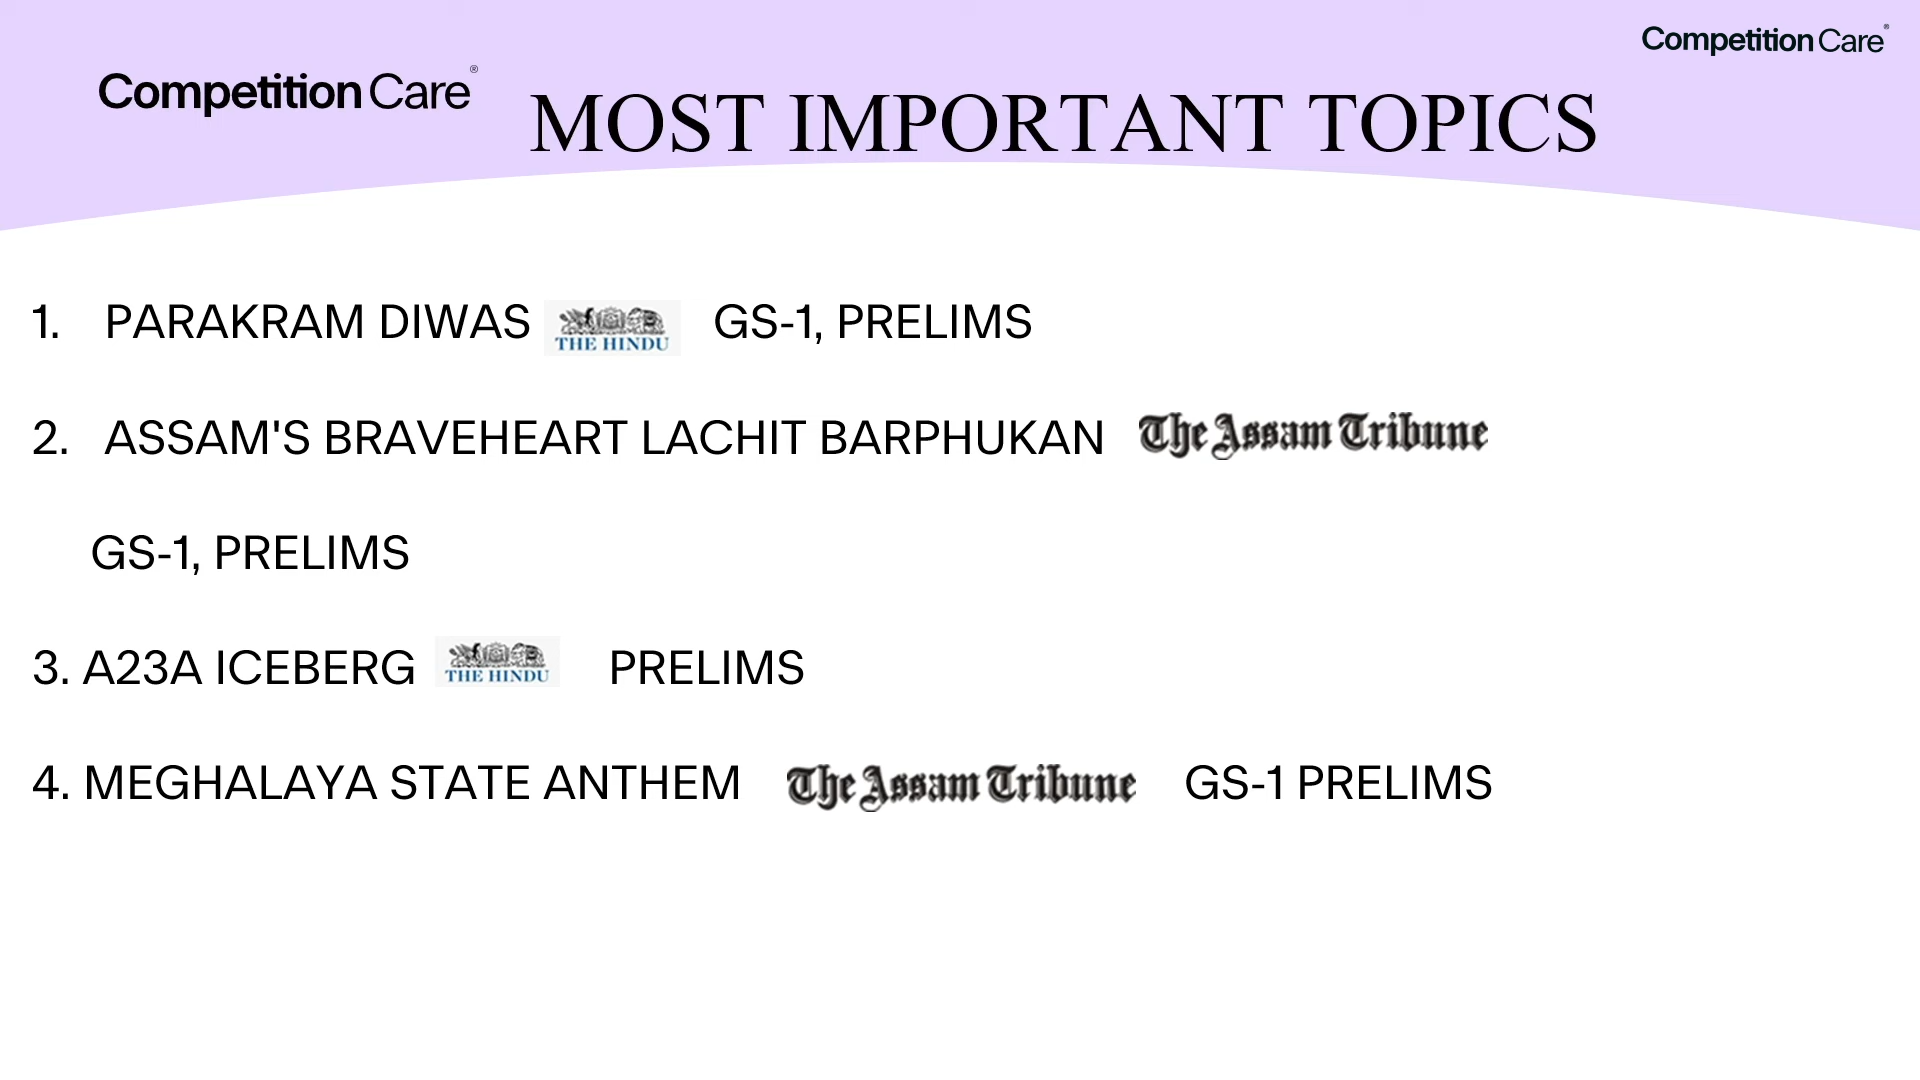 Competition Care®
Competition Care® MOST IMPORTANT TOPICS
1. PARAKRAM DIWAS THE HINDU GS-1, PRELIMS
2. ASSAM'S BRAVEHEART LACHIT BARPHUKAN The Assam Tribune
GS-1, PRELIMS
3. A23A ICEBERG THE HINDU PRELIMS
4. MEGHALAYA STATE ANTHEM The Assam Tribune GS-1 PRELIMS